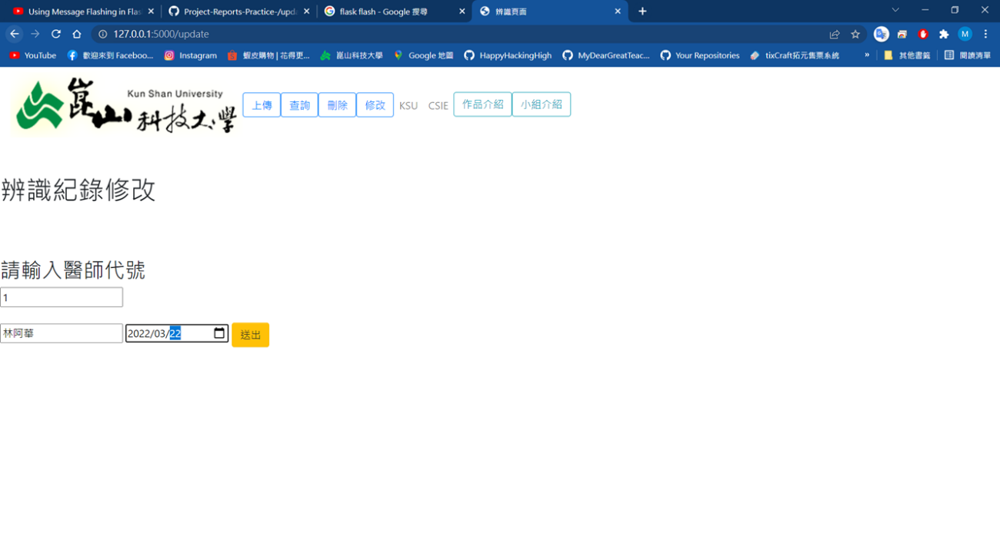 Using Message Flashing in Flas
Project-Reports-Practice-/upda
flask flash - Google 搜尋
辨識頁面
127.0.0.1:5000/update
M
YouTube
歡迎來到 Faceboo...
Instagram
蝦皮購物 | 花得更...
崑山科技大學
Google 地圖
HappyHackingHigh
MyDearGreatTeac...
Your Repositories
tixCraft拓元售票系統
»
其他書籤
閱讀清單
Kun Shan University
崑山科技大學
上傳 查詢 刪除 修改 KSU CSIE 作品介紹 小組介紹
辨識紀錄修改
請輸入醫師代號
1
林阿華 2022/03/22 送出